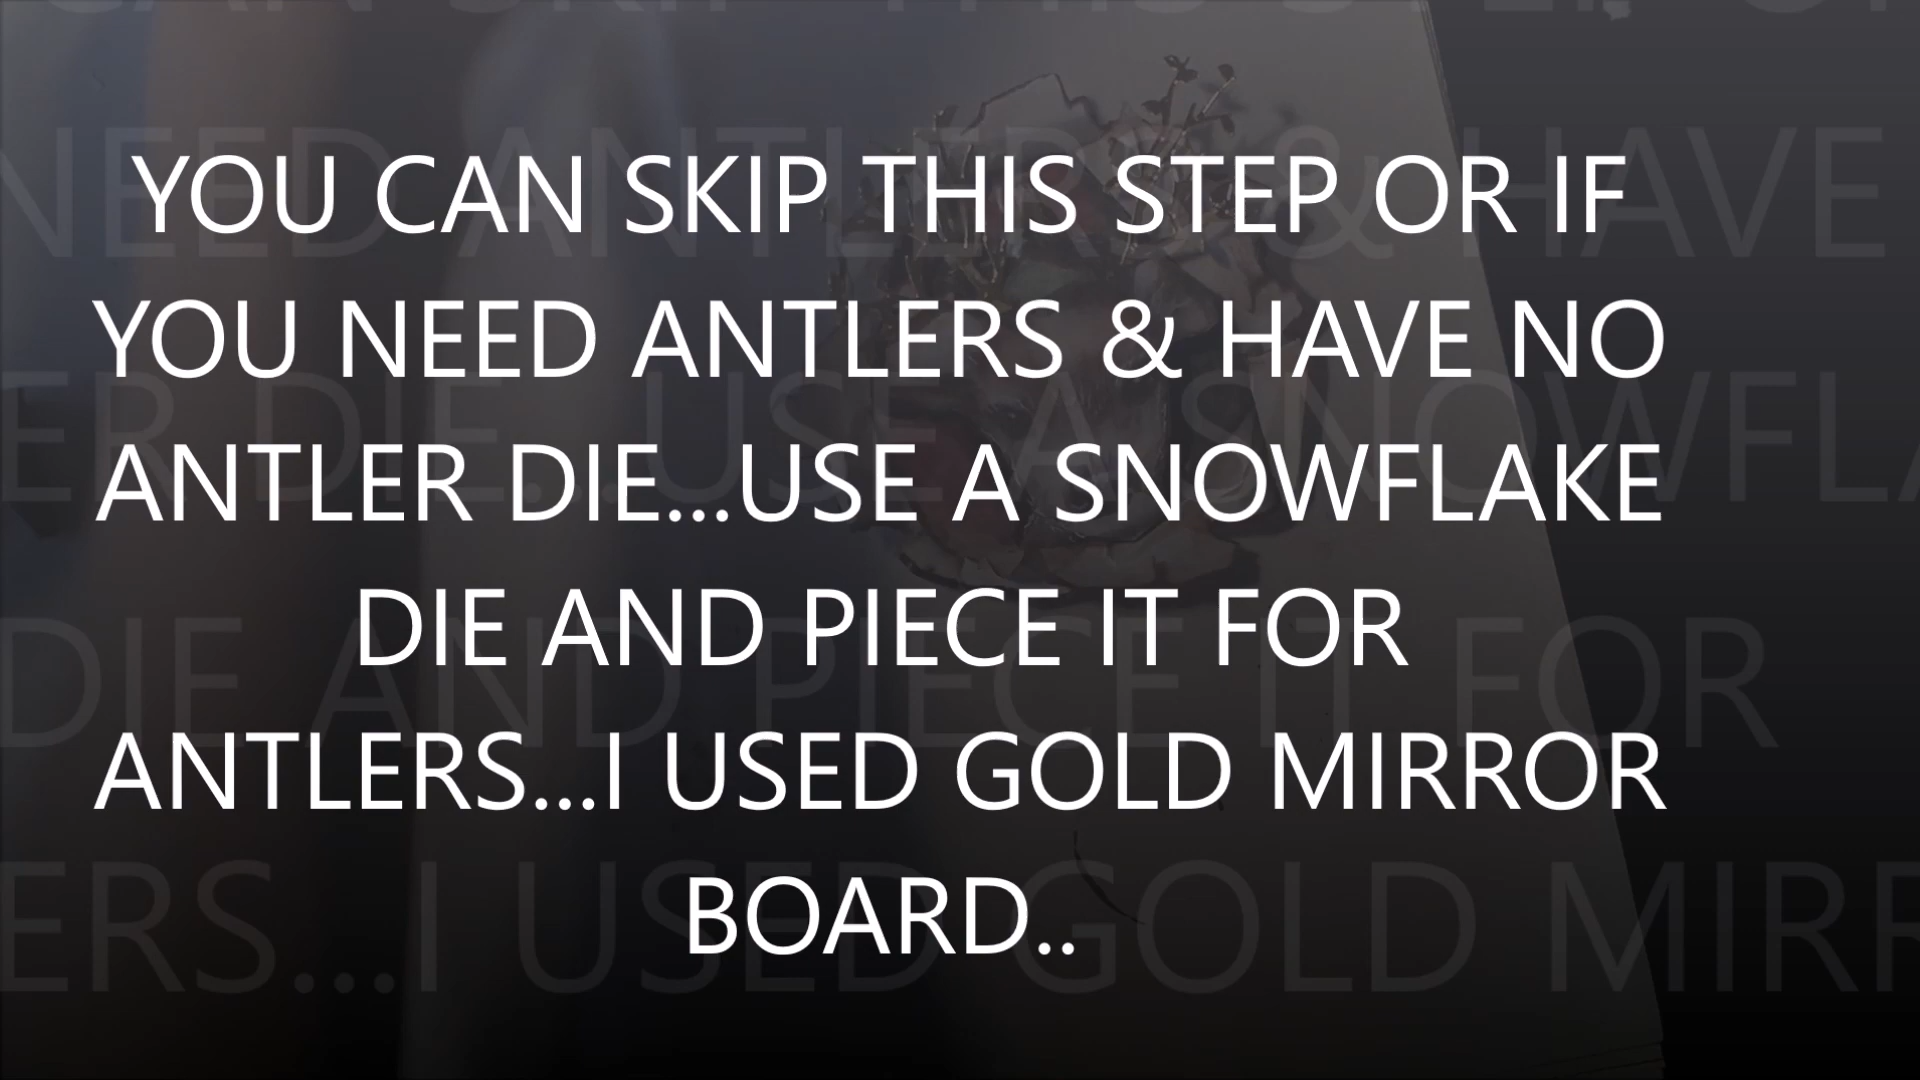 YOU CAN SKIP THIS STEP OR IF
YOU NEED ANTLERS & HAVE NO
ANTLER DIE...USE A SNOWFLAKE
DIE AND PIECE IT FOR
ANTLERS...I USED GOLD MIRROR
BOARD..